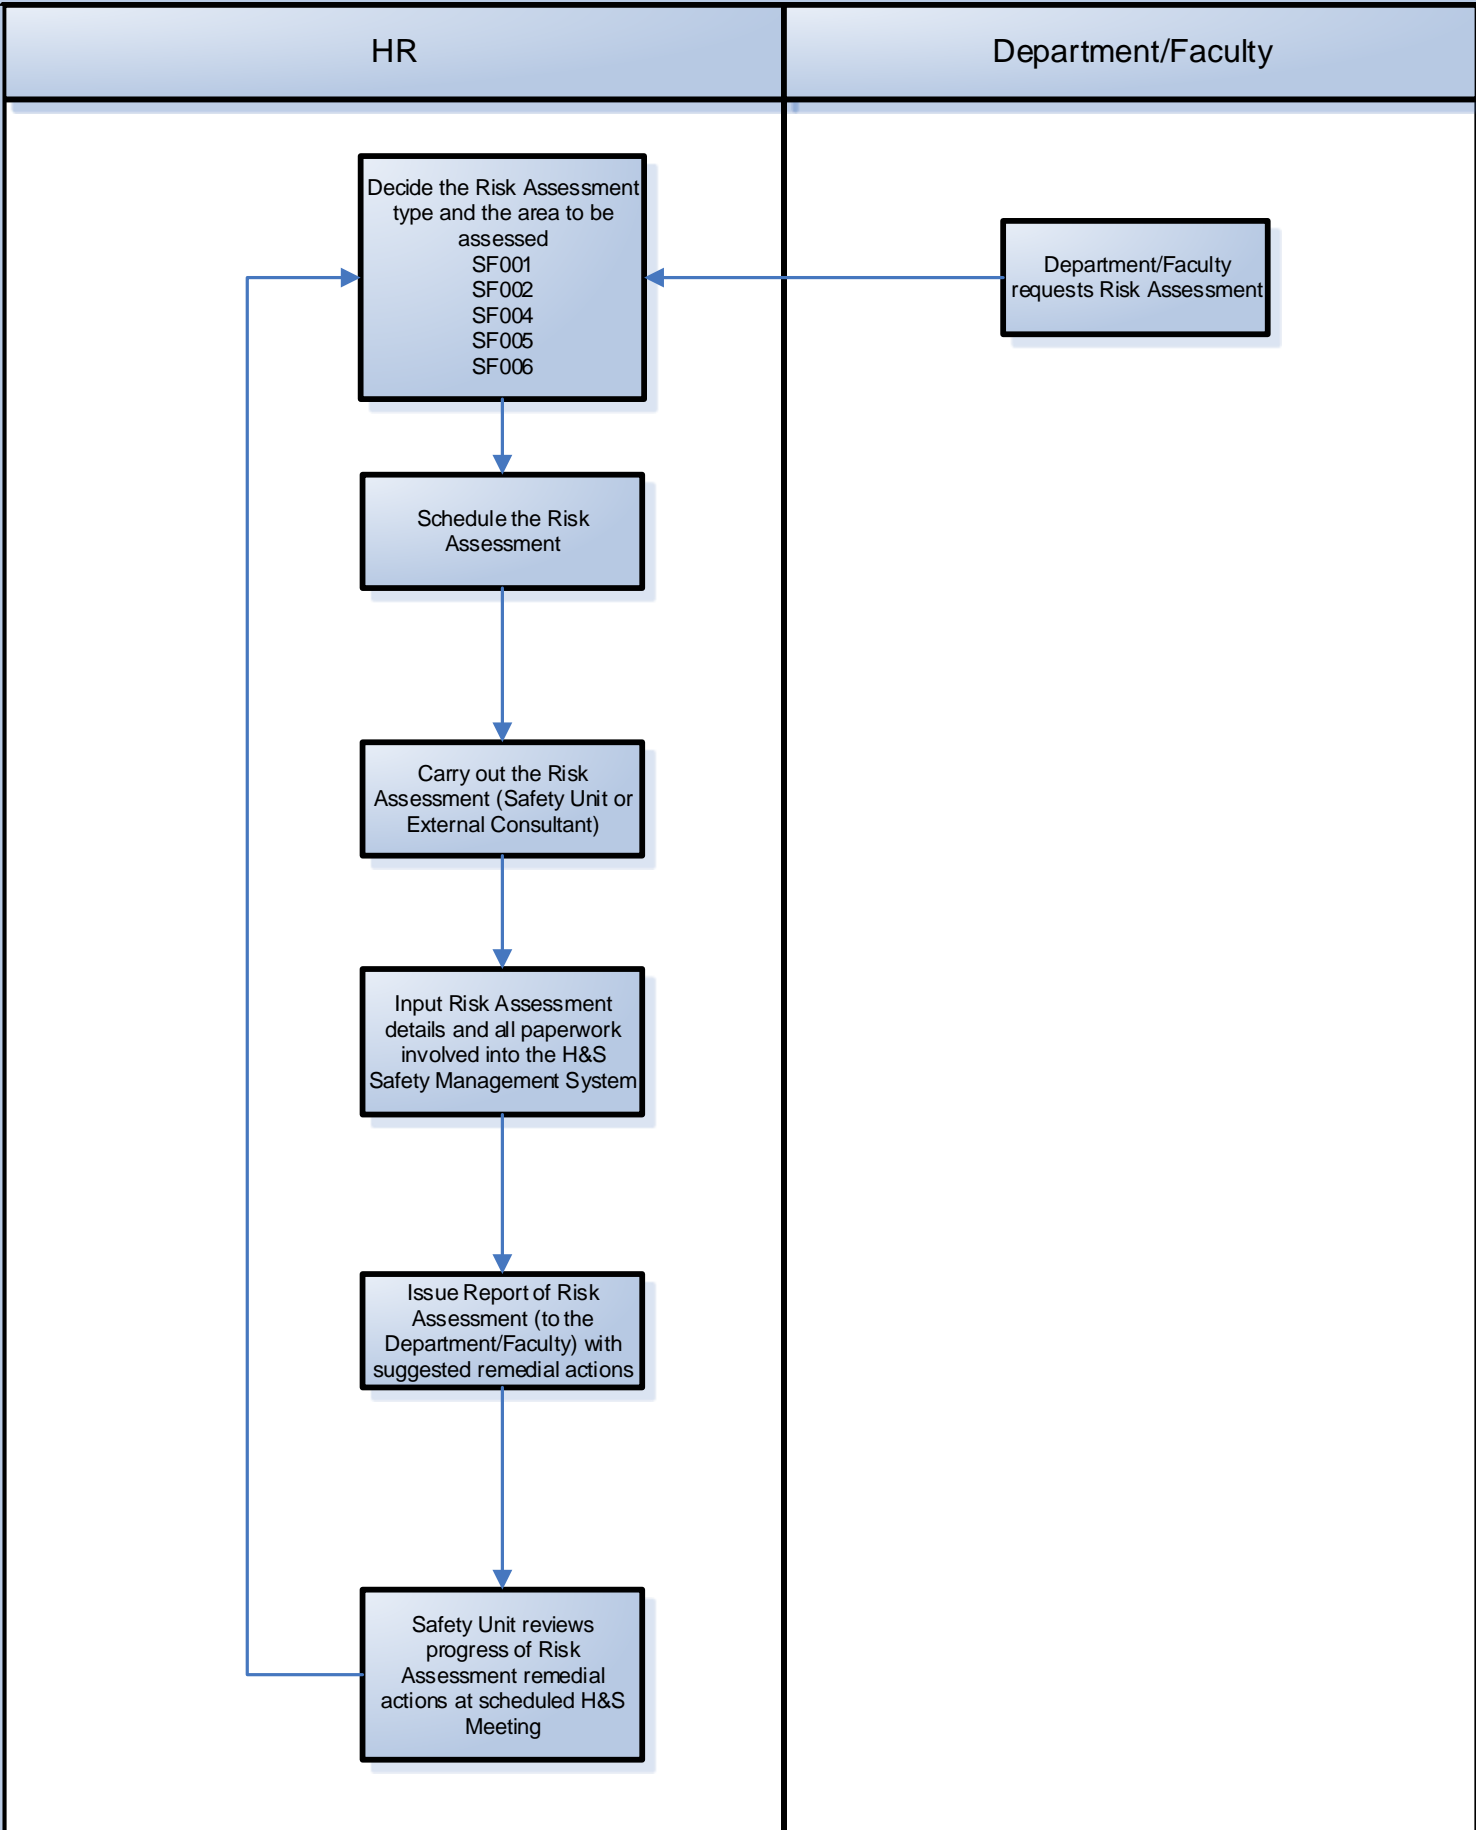 HR
Department/Faculty
Decide the Risk Assessment
type and the area to be
assessed
SF001
SF002
SF004
SF005
SF006
Department/Faculty
requests Risk Assessment
Schedule the Risk
Assessment
Carry out the Risk
Assessment (Safety Unit or
External Consultant)
Input Risk Assessment
details and all paperwork
involved into the H&S
Safety Management System
Issue Report of Risk
Assessment (to the
Department/Faculty) with
suggested remedial actions
Safety Unit reviews
progress of Risk
Assessment remedial
actions at scheduled H&S
Meeting